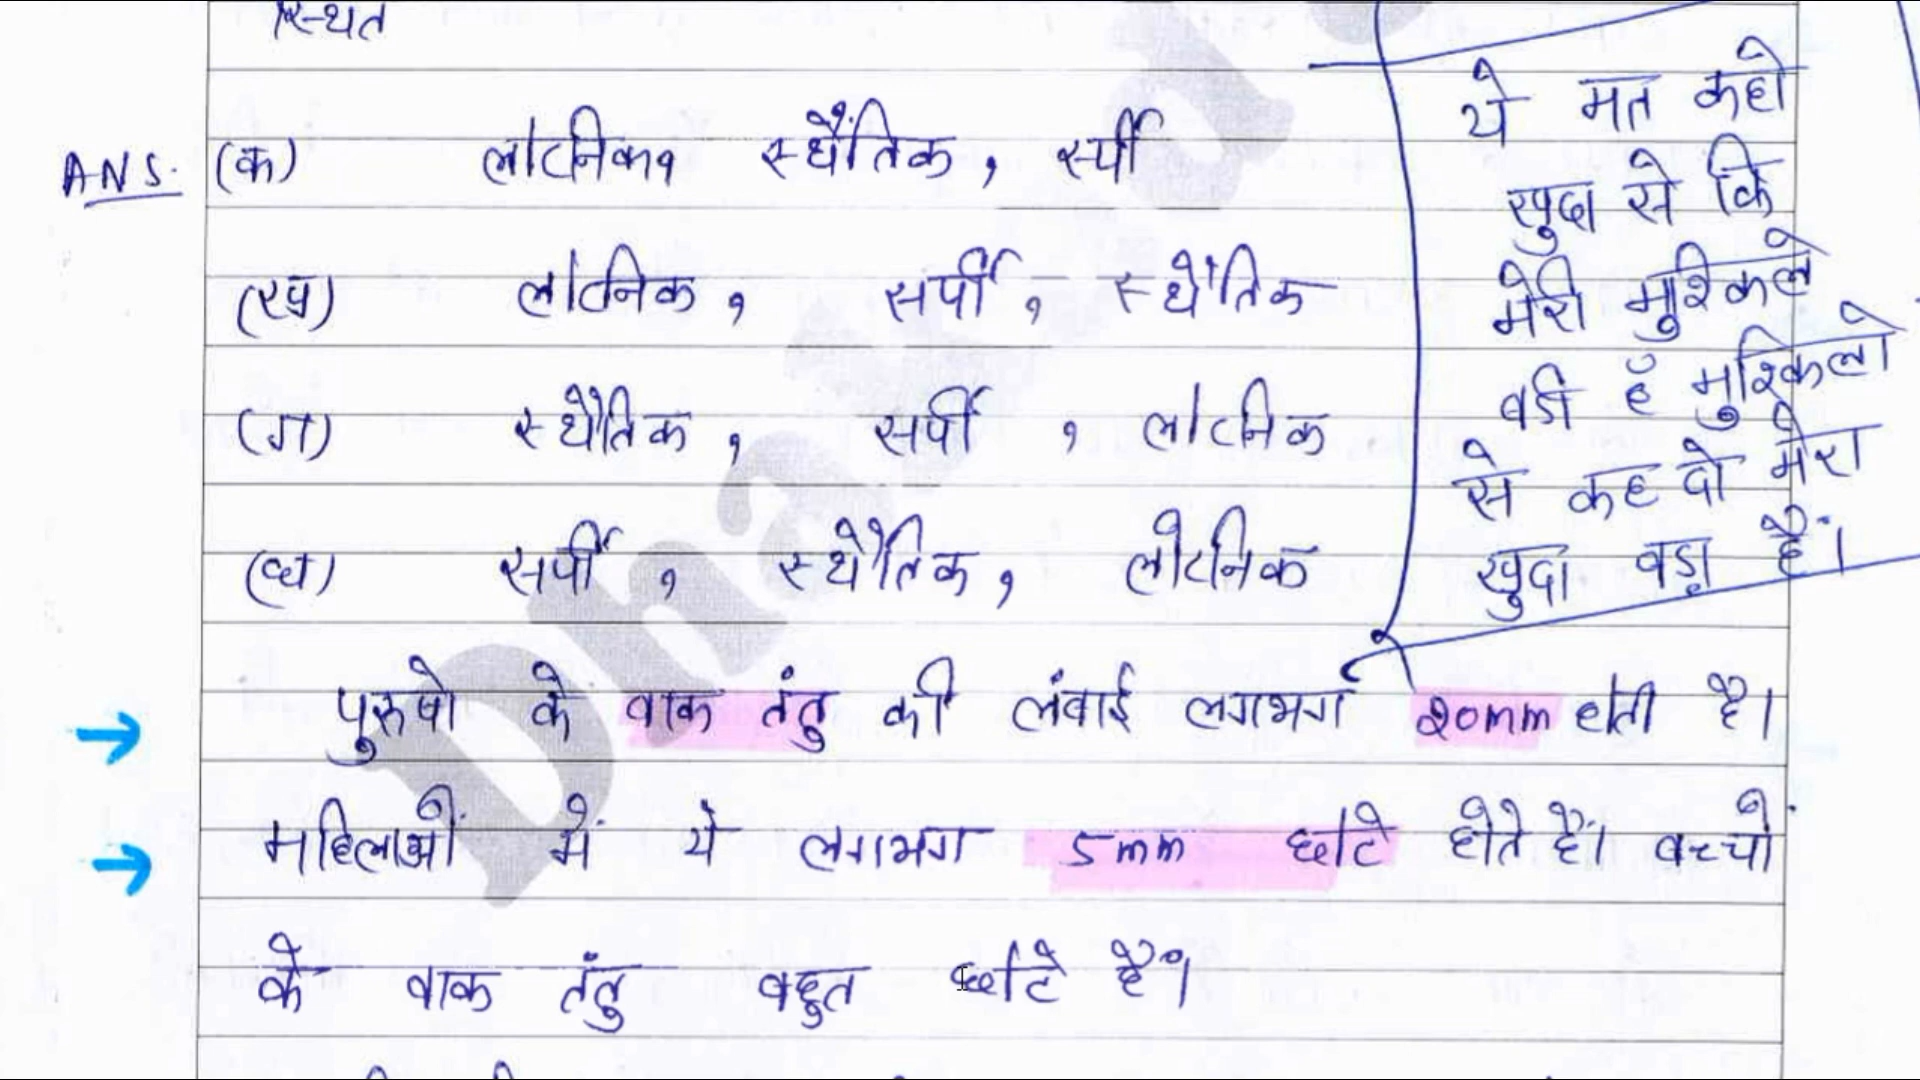 स्थित
ANS. (क) लोटनिक, स्थैतिक, सर्पी
(ख) लोटनिक, सर्पी, स्थैतिक
(ग) स्थैतिक, सर्पी, लोटनिक
(घ) सर्पी, स्थैतिक, लोटनिक
→ पुरुषो के वाक तंतु की लंबाई लगभग 20mm होती है।
→ महिलाओं में ये लगभग 5mm छोटे होते हैं। बच्चों
के वाक तंतु बहुत छोटे हैं।
ये मत कहो
खुदा से कि
मेरी मुश्किले
बडी है मुश्किलो
से कह दो मेरा
खुदा बड़ा है।